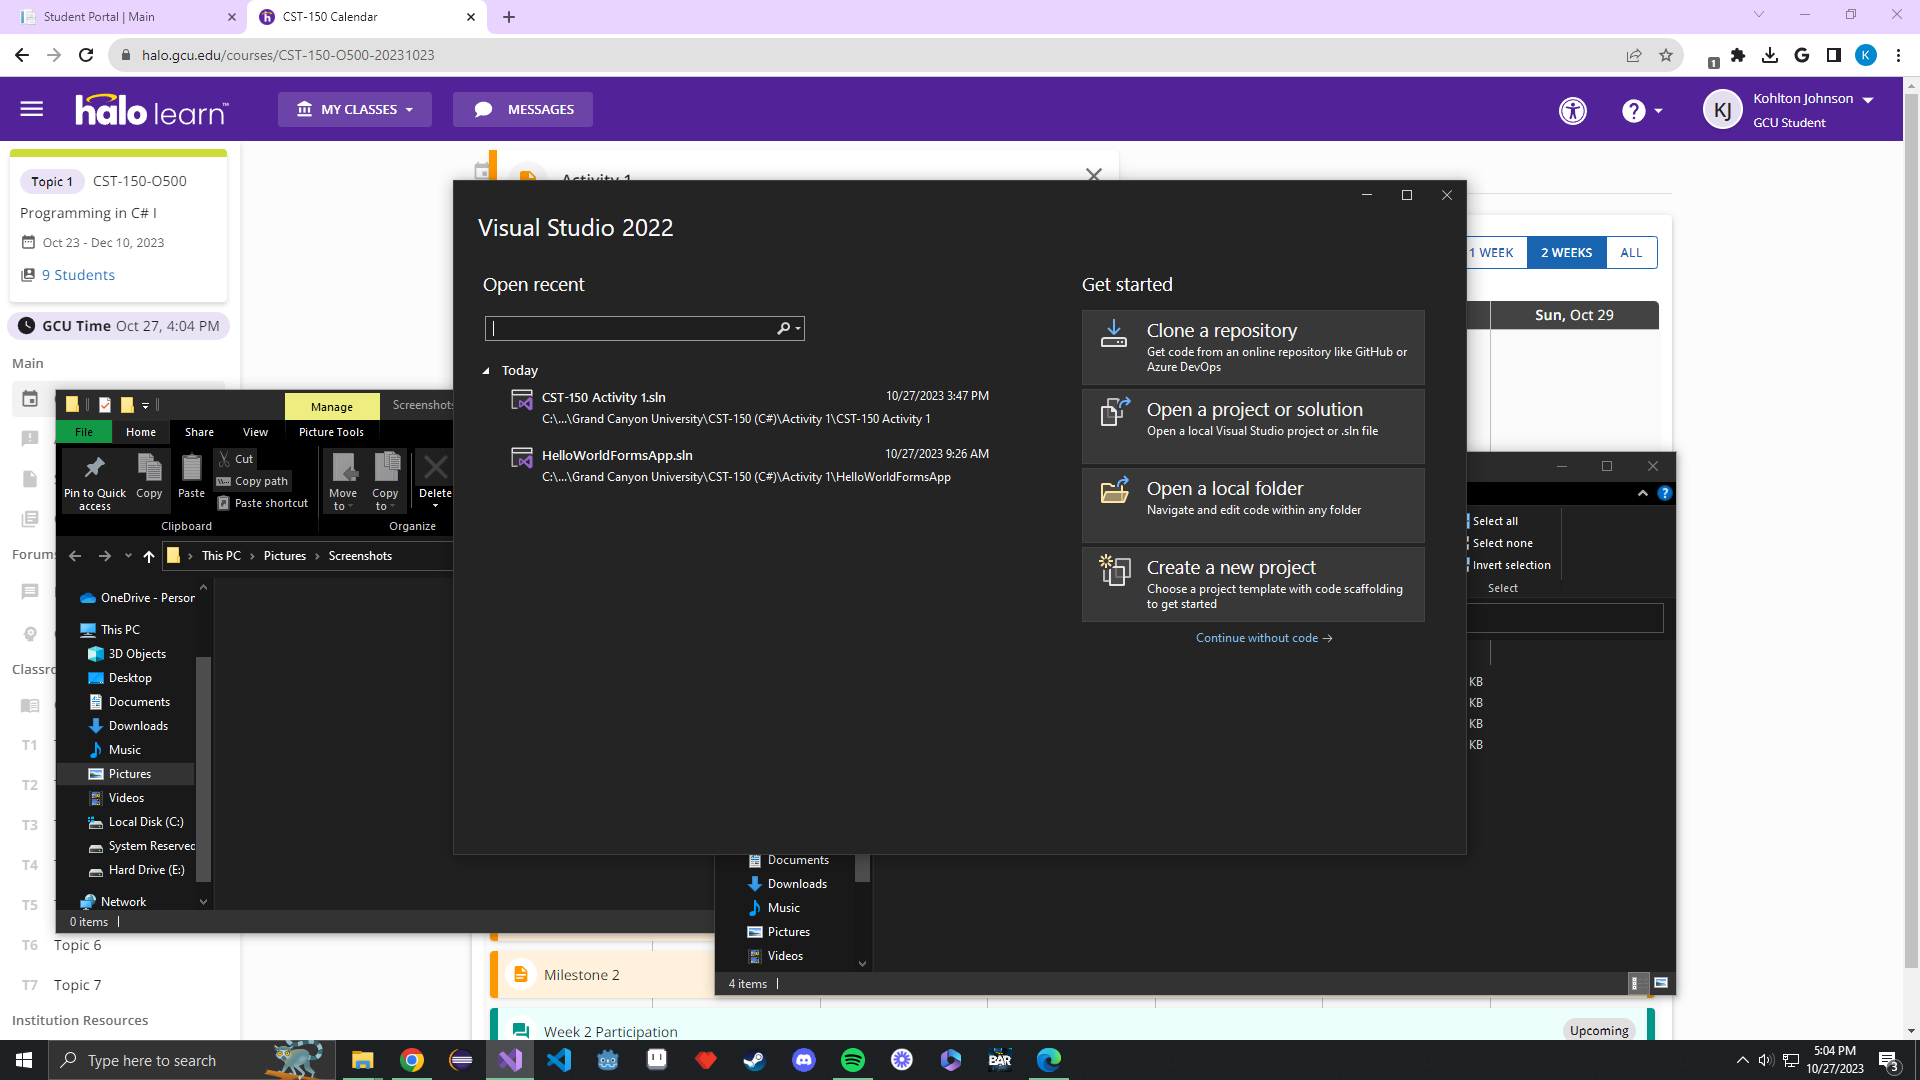 Student Portal | Main
CST-150 Calendar
halo.gcu.edu/courses/CST-150-O500-20231023
1
G
K
halo learn™
MY CLASSES
MESSAGES
KJ
Kohlton Johnson
GCU Student
Topic 1 CST-150-O500
Programming in C# I
Oct 23 - Dec 10, 2023
9 Students
GCU Time Oct 27, 4:04 PM
Main
Forums
T1
T2
T3
T4
T5
T6 Topic 6
T7 Topic 7
Institution Resources
Activity 1
1 WEEK 2 WEEKS ALL
Sun, Oct 29
Visual Studio 2022
Open recent
Today
CST-150 Activity 1.sln 10/27/2023 3:47 PM
C:\...\Grand Canyon University\CST-150 (C#)\Activity 1\CST-150 Activity 1
HelloWorldFormsApp.sln 10/27/2023 9:26 AM
C:\...\Grand Canyon University\CST-150 (C#)\Activity 1\HelloWorldFormsApp
Get started
Clone a repository
Get code from an online repository like GitHub or
Azure DevOps
Open a project or solution
Open a local Visual Studio project or .sln file
Open a local folder
Navigate and edit code within any folder
Create a new project
Choose a project template with code scaffolding
to get started
Continue without code →
Manage
Screenshots
File Home Share View Picture Tools
Pin to Quick
access
Copy
Paste
Cut
Copy path
Paste shortcut
Move
to
Copy
to
Delete
Clipboard
Organize
This PC › Pictures › Screenshots
OneDrive - Person
This PC
3D Objects
Desktop
Documents
Downloads
Music
Pictures
Videos
Local Disk (C:)
System Reserved
Hard Drive (E:)
Network
0 items
Select all
Select none
Invert selection
Select
KB
KB
KB
KB
Documents
Downloads
Music
Pictures
Videos
4 items
Milestone 2
Week 2 Participation
Upcoming
Type here to search
BAR
5:04 PM
10/27/2023
3